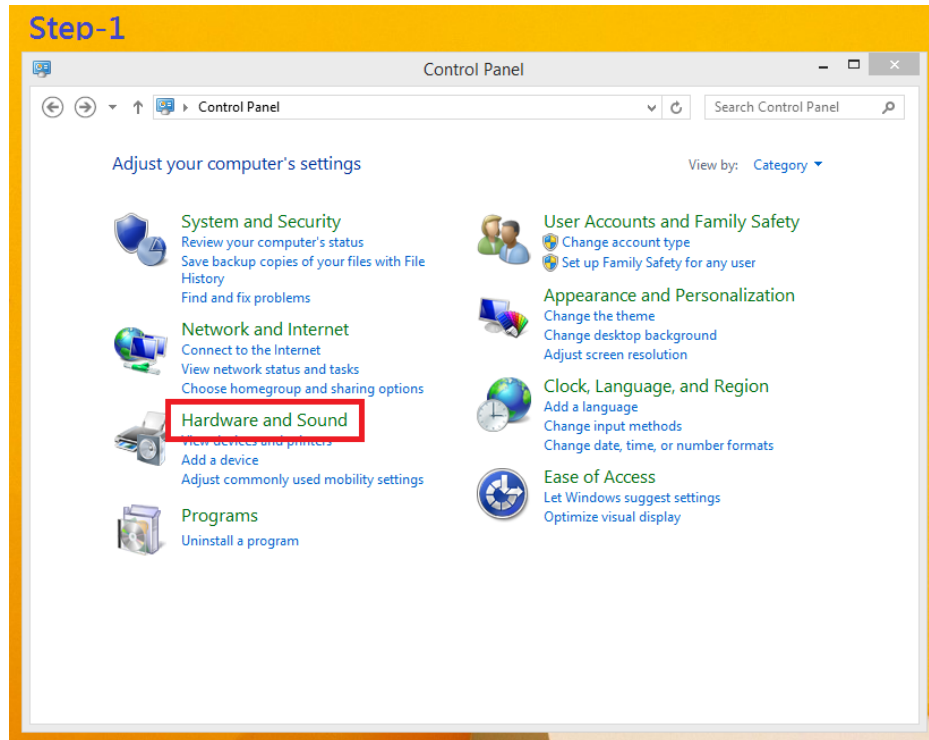 Step-1
Control Panel
Control Panel
Search Control Panel
Adjust your computer's settings
View by: Category
System and Security
Review your computer's status
Save backup copies of your files with File
History
Find and fix problems
Network and Internet
Connect to the Internet
View network status and tasks
Choose homegroup and sharing options
Hardware and Sound
View devices and printers
Add a device
Adjust commonly used mobility settings
Programs
Uninstall a program
User Accounts and Family Safety
Change account type
Set up Family Safety for any user
Appearance and Personalization
Change the theme
Change desktop background
Adjust screen resolution
Clock, Language, and Region
Add a language
Change input methods
Change date, time, or number formats
Ease of Access
Let Windows suggest settings
Optimize visual display